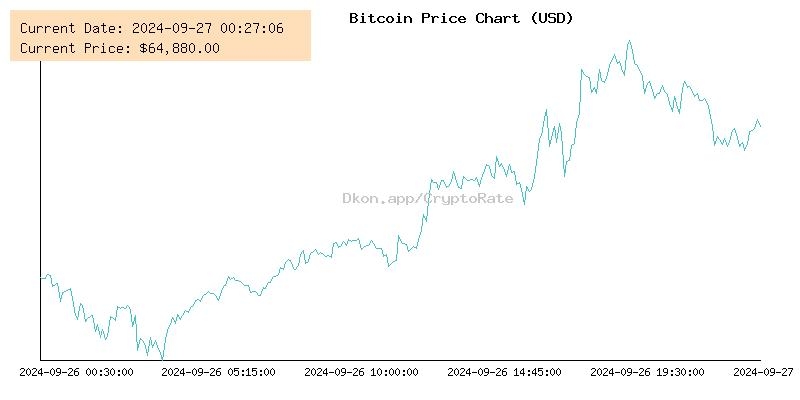 Bitcoin Price Chart (USD)
Current Date: 2024-09-27 00:27:06
Current Price: $64,880.00
Dkon.app/CryptoRate
2024-09-26 00:30:00 2024-09-26 05:15:00 2024-09-26 10:00:00 2024-09-26 14:45:00 2024-09-26 19:30:00 2024-09-27